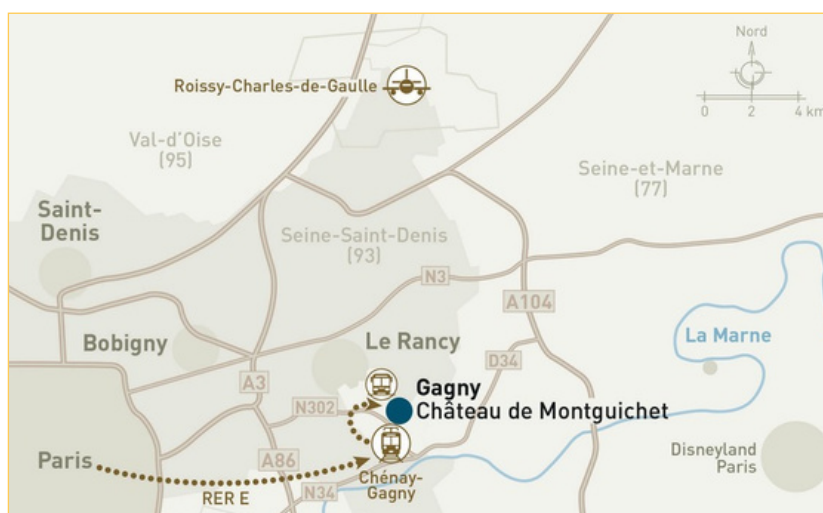 Nord
0 2 4 km
Roissy-Charles-de-Gaulle
Val-d'Oise
(95)
Seine-et-Marne
(77)
Saint-
Denis
Seine-Saint-Denis
(93)
N3
A104
La Marne
Bobigny
Le Rancy
D34
A3
Gagny
Château de Montguichet
N302
Paris
A86
Disneyland
Paris
Chénay-
Gagny
RER E
N34